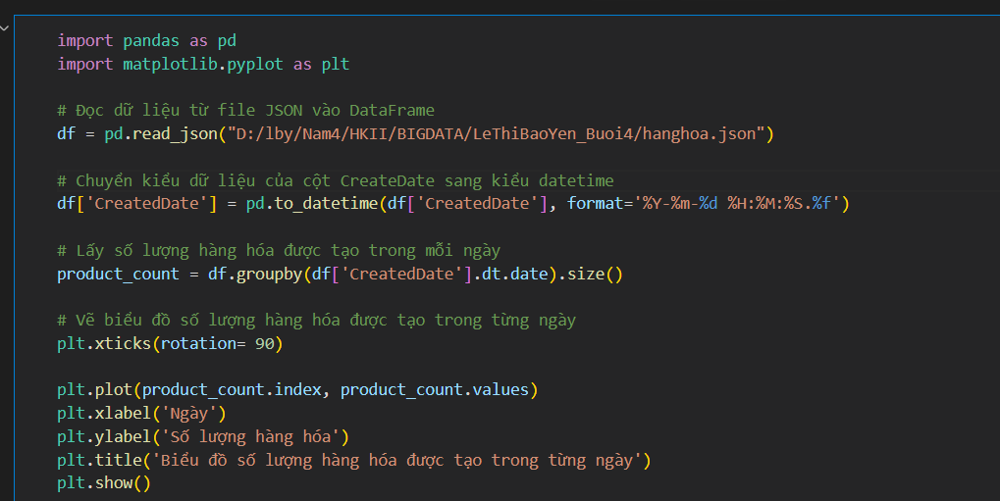 import pandas as pd
import matplotlib.pyplot as plt
# Đọc dữ liệu từ file JSON vào DataFrame
df = pd.read_json("D:/lby/Nam4/HKII/BIGDATA/LeThiBaoYen_Buoi4/hanghoa.json")
# Chuyển kiểu dữ liệu của cột CreateDate sang kiểu datetime
df['CreatedDate'] = pd.to_datetime(df['CreatedDate'], format='%Y-%m-%d %H:%M:%S.%f')
# Lấy số lượng hàng hóa được tạo trong mỗi ngày
product_count = df.groupby(df['CreatedDate'].dt.date).size()
# Vẽ biểu đồ số lượng hàng hóa được tạo trong từng ngày
plt.xticks(rotation= 90)
plt.plot(product_count.index, product_count.values)
plt.xlabel('Ngày')
plt.ylabel('Số lượng hàng hóa')
plt.title('Biểu đồ số lượng hàng hóa được tạo trong từng ngày')
plt.show()